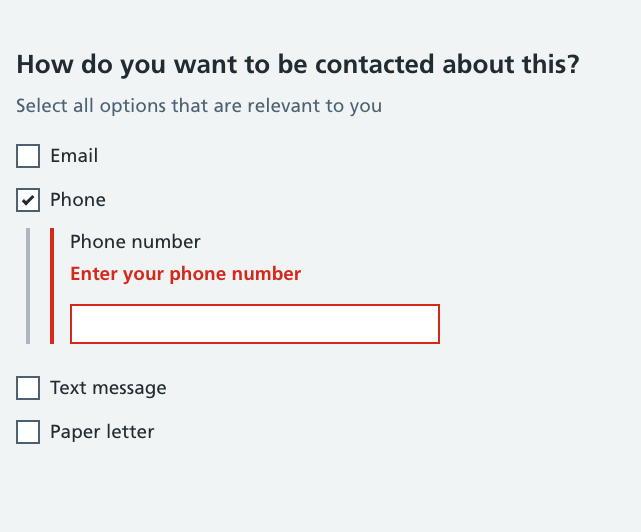 How do you want to be contacted about this?
Select all options that are relevant to you
Email
Phone
Phone number
Enter your phone number
Text message
Paper letter